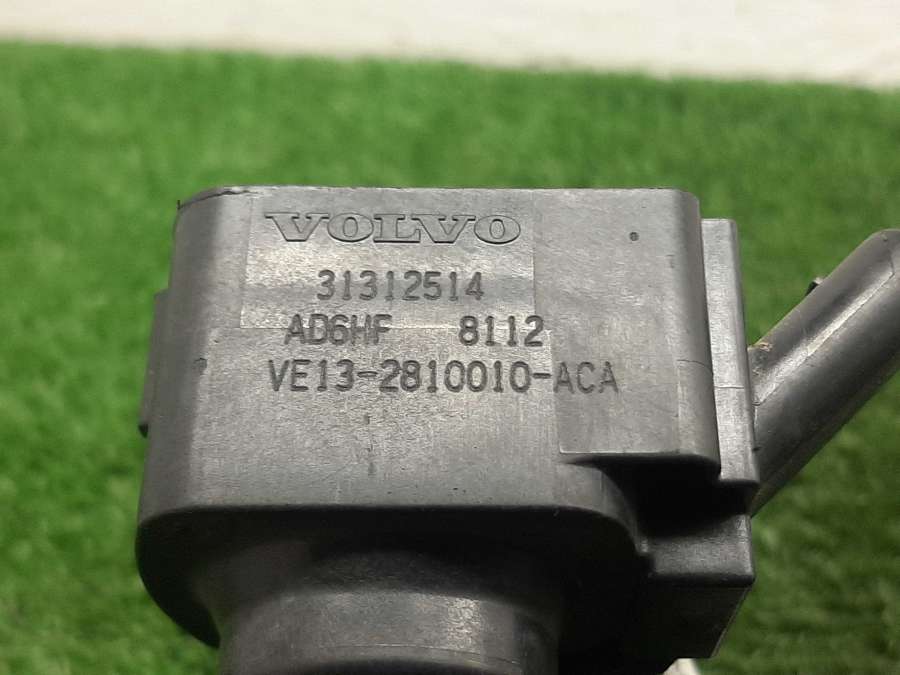 VOLVO
31312514
AD6HF 8112
VE13-2810010-ACA